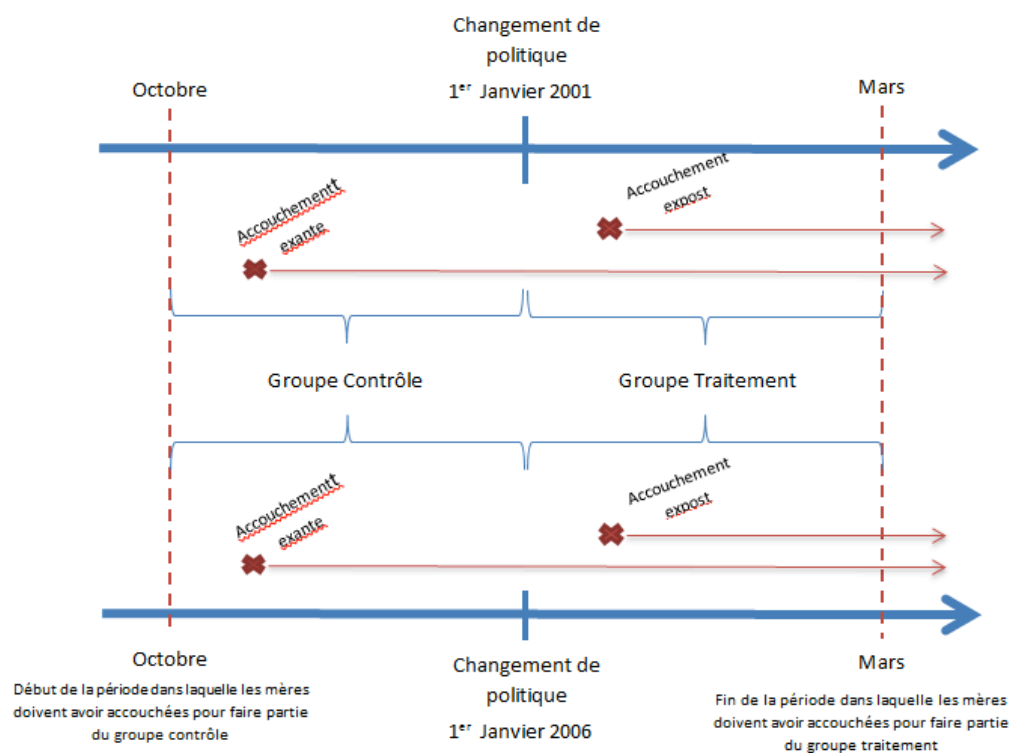 Changement de
politique
1er Janvier 2001
Octobre
Mars
Accouchementt
exante
Accouchement
expost
Groupe Contrôle
Groupe Traitement
Accouchementt
exante
Accouchement
expost
Octobre
Début de la période dans laquelle les mères
doivent avoir accouchées pour faire partie
du groupe contrôle
Changement de
politique
1er Janvier 2006
Mars
Fin de la période dans laquelle les mères
doivent avoir accouchées pour faire partie
du groupe traitement